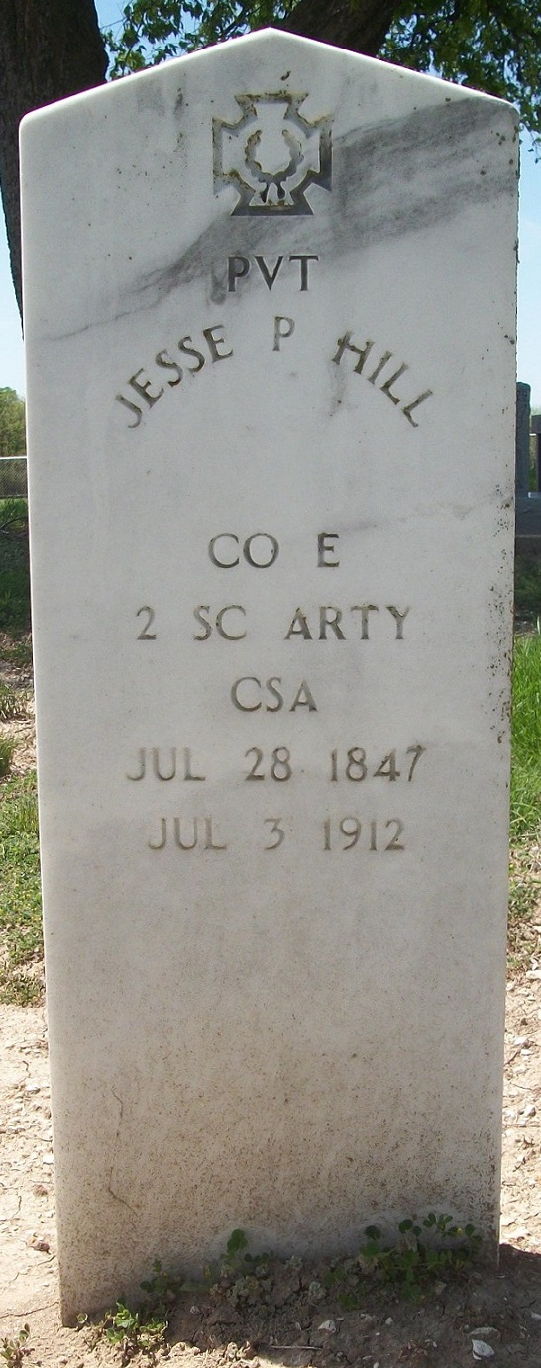 PVT
JESSE P HILL
CO E
2 SC ARTY
CSA
JUL 28 1847
JUL 3 1912